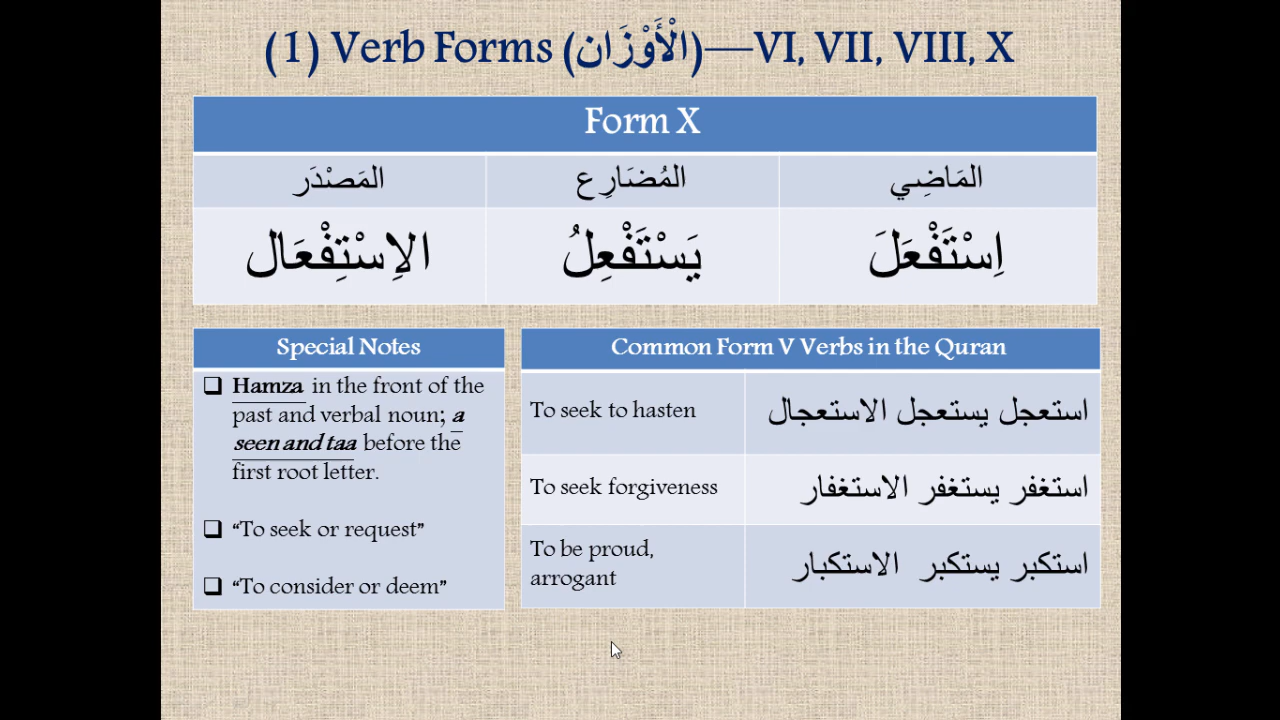 (1) Verb Forms (الْأَوْزَان)—VI, VII, VIII, X
Form X
المَاضِي
المُضَارِع
المَصْدَر
اِسْتَفْعَلَ
يَسْتَفْعِلُ
الاِسْتِفْعَال
Special Notes
❑ Hamza in the front of the
past and verbal noun; a
seen and taa before the
first root letter.
❑ “To seek or request”
❑ “To consider or deem”
Common Form V Verbs in the Quran
To seek to hasten
استعجل يستعجل الاستعجال
To seek forgiveness
استغفر يستغفر الاستغفار
To be proud,
arrogant
استكبر يستكبر الاستكبار